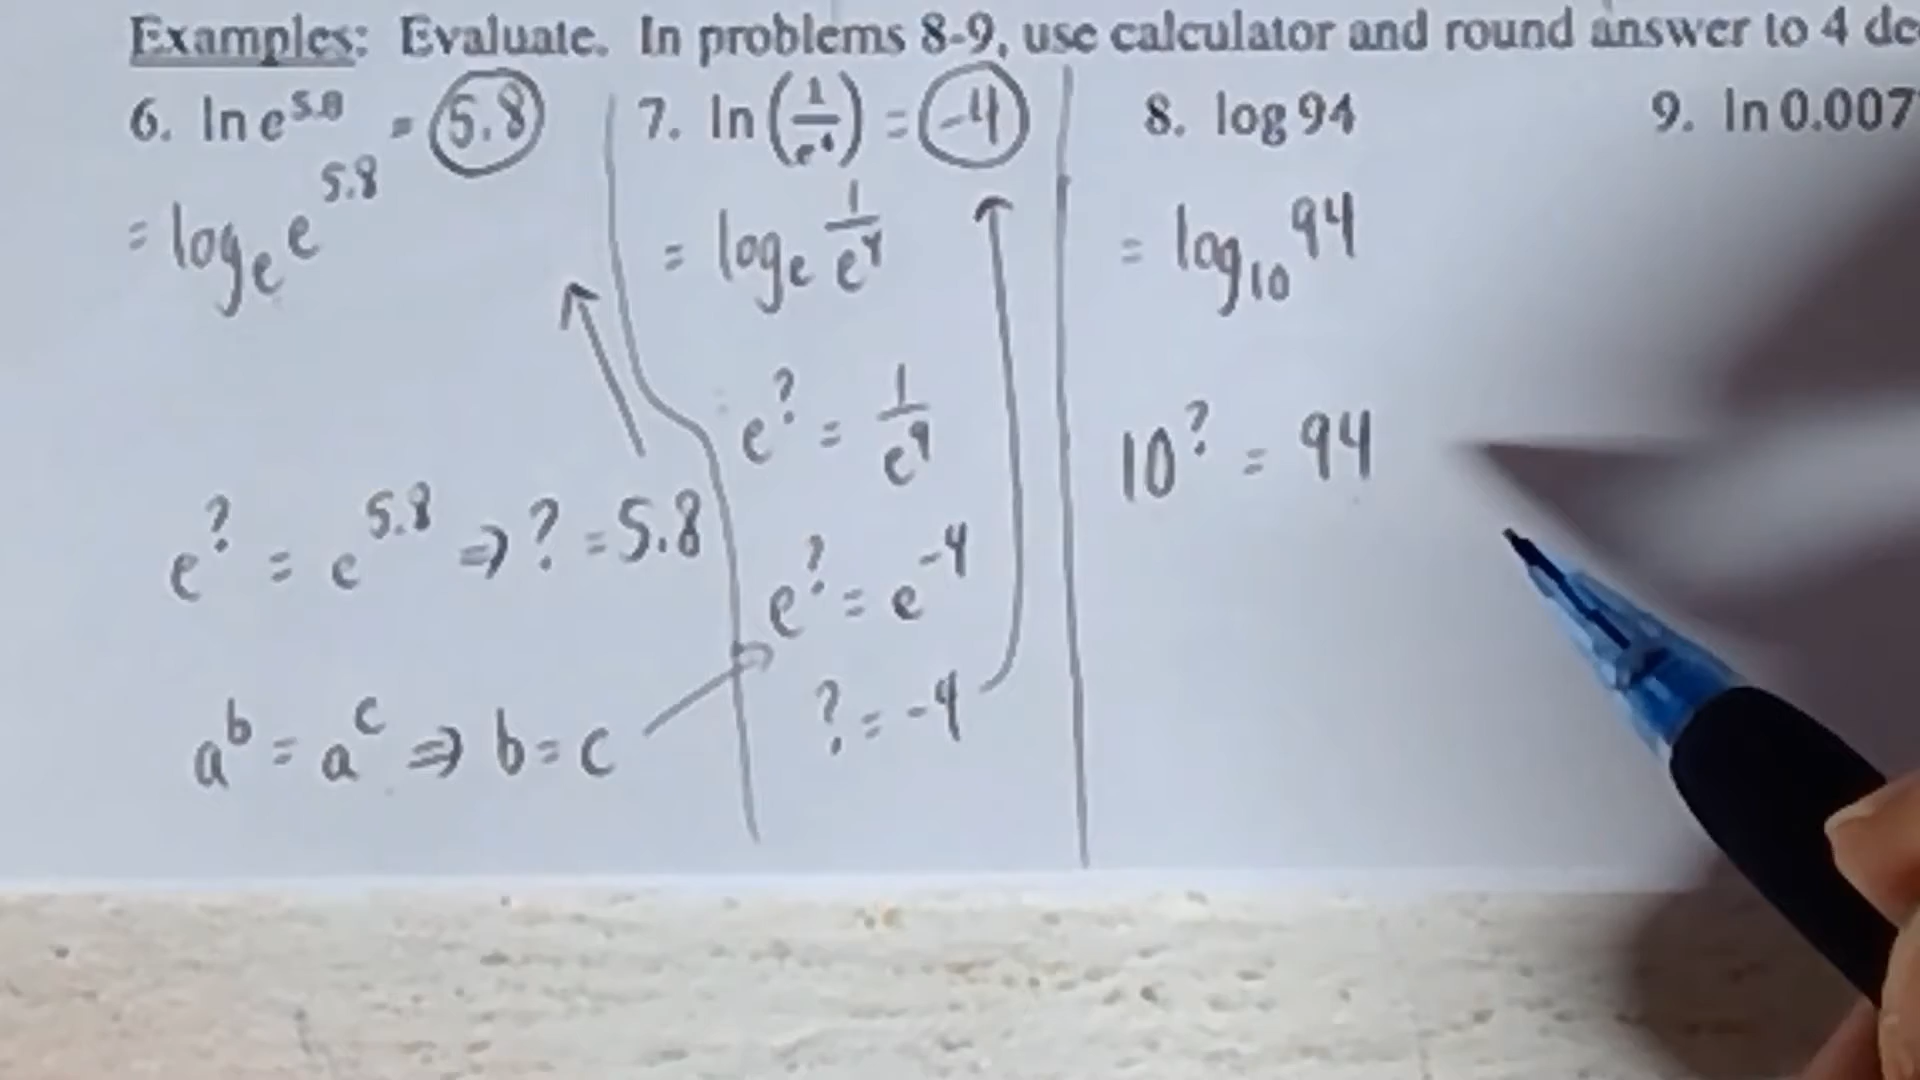 Examples: Evaluate. In problems 8-9, use calculator and round answer to 4 de
6. ln e^5.8 = 5.8
= log_e e^5.8
e^? = e^5.8 ⇒ ? = 5.8
a^b = a^c ⇒ b = c
7. ln(1/e^4) = -4
= log_e 1/e^4
e^? = 1/e^4
e^? = e^-4
? = -4
8. log 94
= log_10 94
10^? = 94
9. ln 0.007